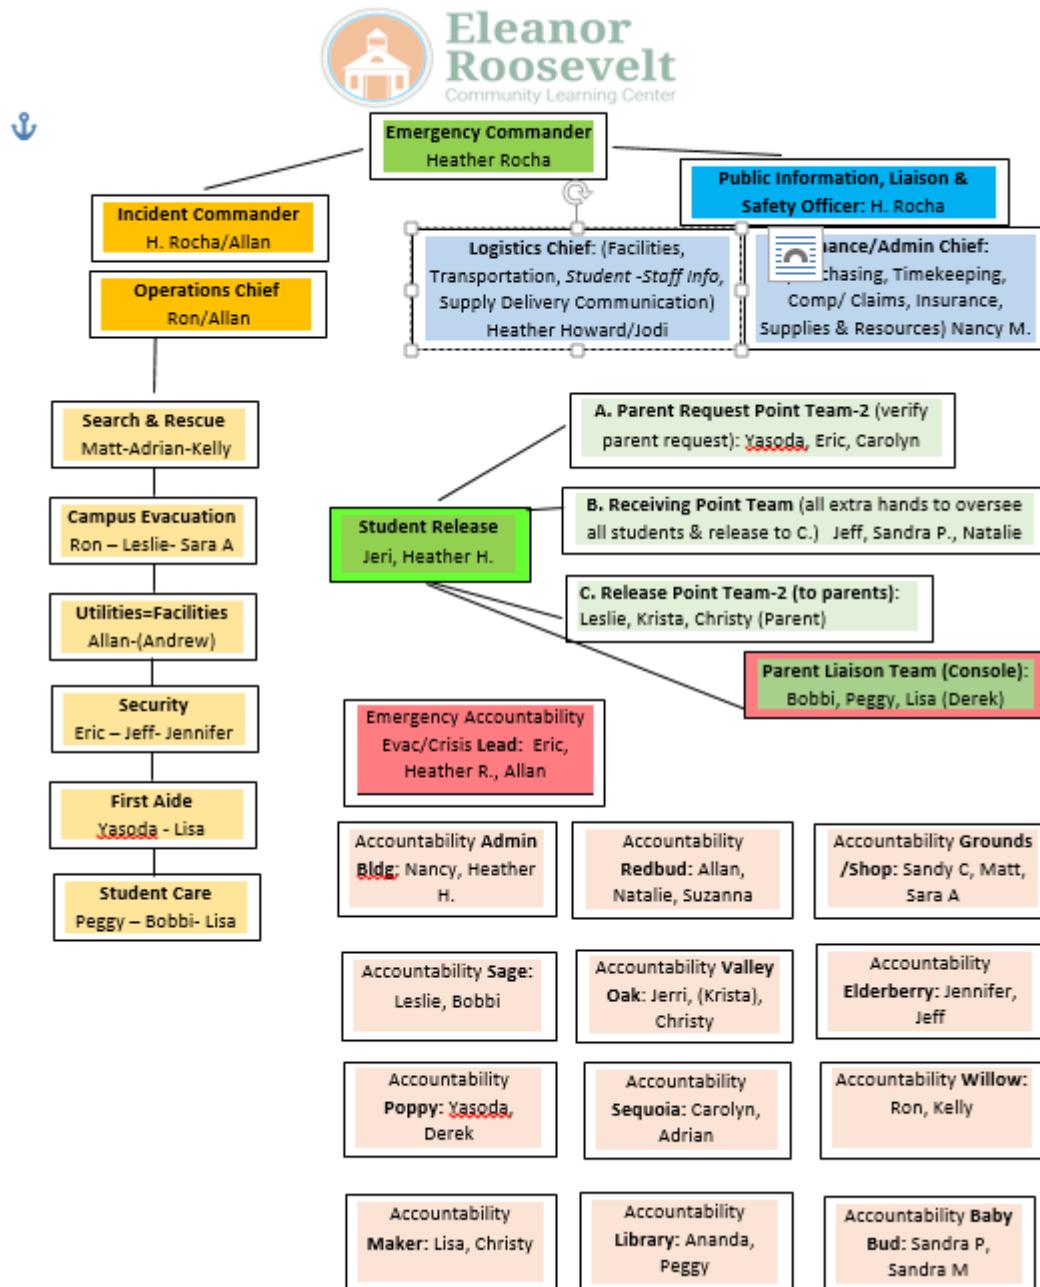 Eleanor
Roosevelt
Community Learning Center
Emergency Commander
Heather Rocha
Public Information, Liaison &
Safety Officer: H. Rocha
Incident Commander
H. Rocha/Allan
Operations Chief
Ron/Allan
Logistics Chief: (Facilities,
Transportation, Student -Staff Info,
Supply Delivery Communication)
Heather Howard/Jodi
nance/Admin Chief:
chasing, Timekeeping,
Comp/ Claims, Insurance,
Supplies & Resources) Nancy M.
Search & Rescue
Matt-Adrian-Kelly
Campus Evacuation
Ron – Leslie- Sara A
Utilities=Facilities
Allan-(Andrew)
Security
Eric – Jeff- Jennifer
First Aide
Yasoda - Lisa
Student Care
Peggy – Bobbi- Lisa
A. Parent Request Point Team-2 (verify
parent request): Yasoda, Eric, Carolyn
B. Receiving Point Team (all extra hands to oversee
all students & release to C.) Jeff, Sandra P., Natalie
Student Release
Jeri, Heather H.
C. Release Point Team-2 (to parents):
Leslie, Krista, Christy (Parent)
Parent Liaison Team (Console):
Bobbi, Peggy, Lisa (Derek)
Emergency Accountability
Evac/Crisis Lead: Eric,
Heather R., Allan
Accountability Admin
Bldg: Nancy, Heather
H.
Accountability
Redbud: Allan,
Natalie, Suzanna
Accountability Grounds
/Shop: Sandy C, Matt,
Sara A
Accountability Sage:
Leslie, Bobbi
Accountability Valley
Oak: Jerri, (Krista),
Christy
Accountability
Elderberry: Jennifer,
Jeff
Accountability
Poppy: Yasoda,
Derek
Accountability
Sequoia: Carolyn,
Adrian
Accountability Willow:
Ron, Kelly
Accountability
Maker: Lisa, Christy
Accountability
Library: Ananda,
Peggy
Accountability Baby
Bud: Sandra P,
Sandra M